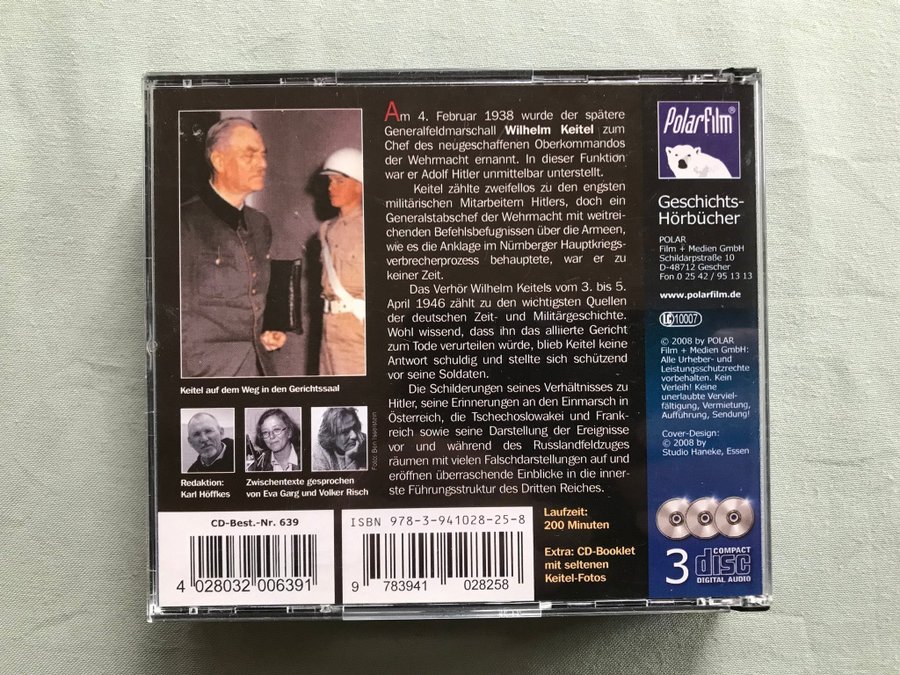 Am 4. Februar 1938 wurde der spätere
Generalfeldmarschall Wilhelm Keitel zum
Chef des neugeschaffenen Oberkommandos
der Wehrmacht ernannt. In dieser Funktion
war er Adolf Hitler unmittelbar unterstellt.
Keitel zählte zweifellos zu den engsten
militärischen Mitarbeitern Hitlers, doch ein
Generalstabschef der Wehrmacht mit weitrei-
chenden Befehlsbefugnissen über die Armeen,
wie es die Anklage im Nürnberger Hauptkriegs-
verbrecherprozess behauptete, war er zu
keiner Zeit.
Das Verhör Wilhelm Keitels vom 3. bis 5.
April 1946 zählt zu den wichtigsten Quellen
der deutschen Zeit- und Militärgeschichte.
Wohl wissend, dass ihn das alliierte Gericht
zum Tode verurteilen würde, blieb Keitel keine
Antwort schuldig und stellte sich schützend
vor seine Soldaten.
Die Schilderungen seines Verhältnisses zu
Hitler, seine Erinnerungen an den Einmarsch in
Österreich, die Tschechoslowakei und Frank-
reich sowie seine Darstellung der Ereignisse
vor und während des Russlandfeldzuges
räumen mit vielen Falschdarstellungen auf und
eröffnen überraschende Einblicke in die inner-
ste Führungsstruktur des Dritten Reiches.
Keitel auf dem Weg in den Gerichtssaal
Redaktion:
Karl Höffkes
Zwischentexte gesprochen
von Eva Garg und Volker Risch
CD-Best.-Nr. 639
4 028032 006391
ISBN 978-3-941028-25-8
9 783941 028258
Laufzeit:
200 Minuten
Extra: CD-Booklet
mit seltenen
Keitel-Fotos
Polarfilm®
Geschichts-
Hörbücher
POLAR
Film + Medien GmbH
Schildarpstraße 10
D-48712 Gescher
Fon 0 25 42 / 95 13 13
www.polarfilm.de
LC 10007
© 2008 by POLAR
Film + Medien GmbH:
Alle Urheber- und
Leistungsschutzrechte
vorbehalten. Kein
Verleih! Keine
unerlaubte Verviel-
fältigung, Vermietung,
Aufführung, Sendung!
Cover-Design:
© 2008 by
Studio Haneke, Essen
3
COMPACT
disc
DIGITAL AUDIO